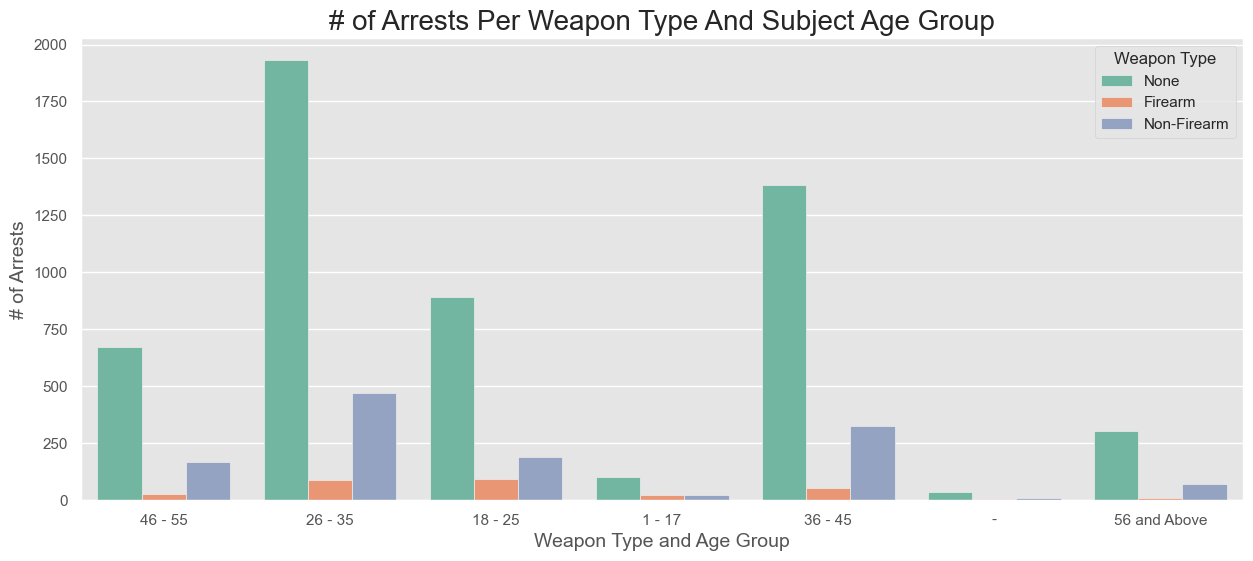 # of Arrests Per Weapon Type And Subject Age Group
2000
1750
1500
1250
1000
750
500
250
0
# of Arrests
Weapon Type
None
Firearm
Non-Firearm
46 - 55
26 - 35
18 - 25
1 - 17
36 - 45
-
56 and Above
Weapon Type and Age Group